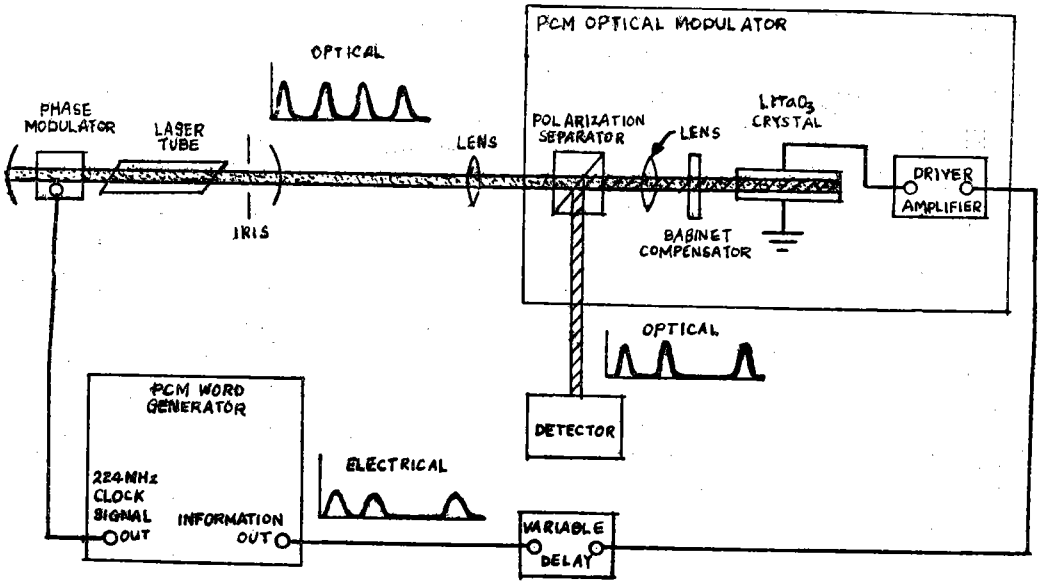 PCM OPTICAL MODULATOR
OPTICAL
PHASE
MODULATOR
LASER
TUBE
LENS
POLARIZATION
SEPARATOR
LENS
LiTaO3
CRYSTAL
DRIVER
AMPLIFIER
IRIS
BABINET
COMPENSATOR
OPTICAL
PCM WORD
GENERATOR
DETECTOR
ELECTRICAL
224MHz
CLOCK
SIGNAL
OUT
INFORMATION
OUT
VARIABLE
DELAY